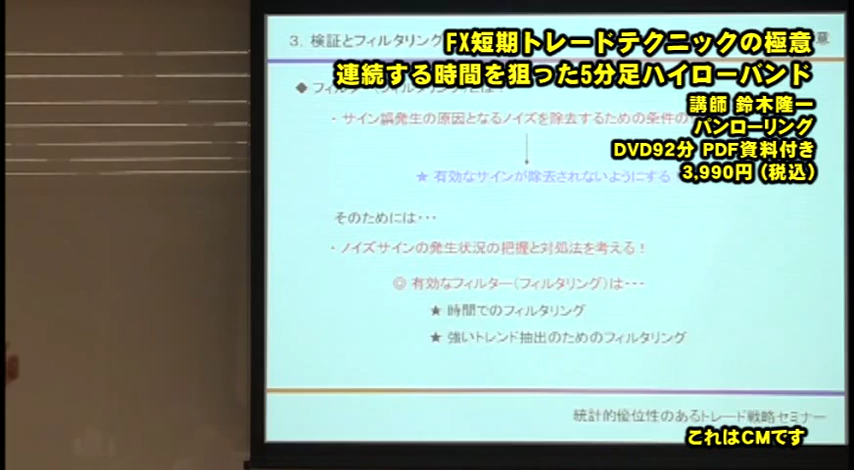 FX短期トレードテクニックの極意
連続する時間を狙った5分足ハイローバンド
講師 鈴木隆一
パンローリング
DVD92分 PDF資料付き
3,990円 (税込)
3. 検証とフィルタリング
◆ フィルター(フィルタリング)とは!
・サイン誤発生の原因となるノイズを除去するための条件の
★ 有効なサインが除去されないようにする
そのためには・・・
・ノイズサインの発生状況の把握と対処法を考える!
◎ 有効なフィルター(フィルタリング)は・・・
★ 時間でのフィルタリング
★ 強いトレンド抽出のためのフィルタリング
統計的優位性のあるトレード戦略セミナー
これはCMです